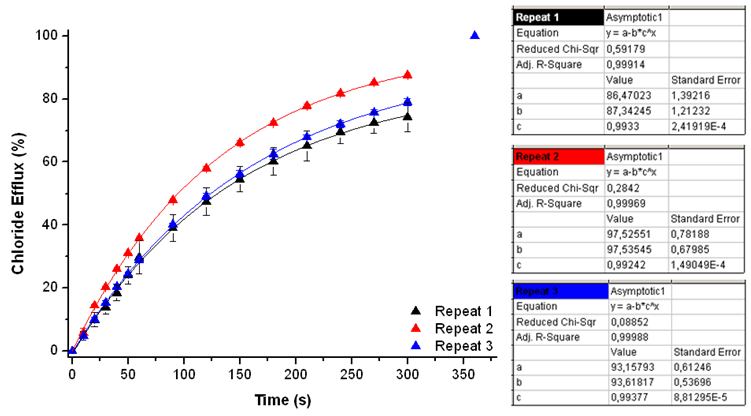 100
80
60
40
20
0
Chloride Efflux (%)
0 50 100 150 200 250 300 350
Time (s)
Repeat 1
Repeat 2
Repeat 3
Repeat 1 Asymptotic1
Equation y = a-b*c^x
Reduced Chi-Sqr 0,59179
Adj. R-Square 0,99914
Value Standard Error
a 86,47023 1,39216
b 87,34245 1,21232
c 0,9933 2,41919E-4
Repeat 2 Asymptotic1
Equation y = a-b*c^x
Reduced Chi-Sqr 0,2842
Adj. R-Square 0,99969
Value Standard Error
a 97,52551 0,78188
b 97,53545 0,67985
c 0,99242 1,49049E-4
Repeat 3 Asymptotic1
Equation y = a-b*c^x
Reduced Chi-Sqr 0,08852
Adj. R-Square 0,99988
Value Standard Error
a 93,15793 0,61246
b 93,61817 0,53696
c 0,99377 8,81295E-5